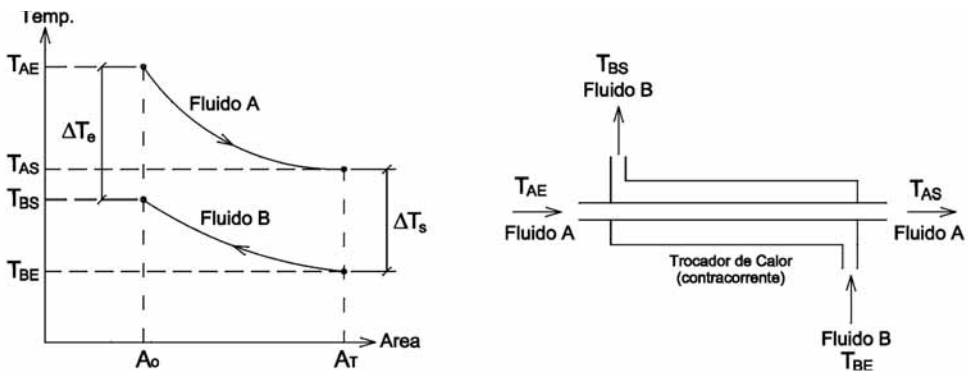 Temp.
T_AE
Fluido A
ΔT_e
T_AS
T_BS
Fluido B
ΔT_s
T_BE
Area
A_o
A_T
T_BS
Fluido B
T_AE
Fluido A
T_AS
Fluido A
Trocador de Calor
(contracorrente)
Fluido B
T_BE